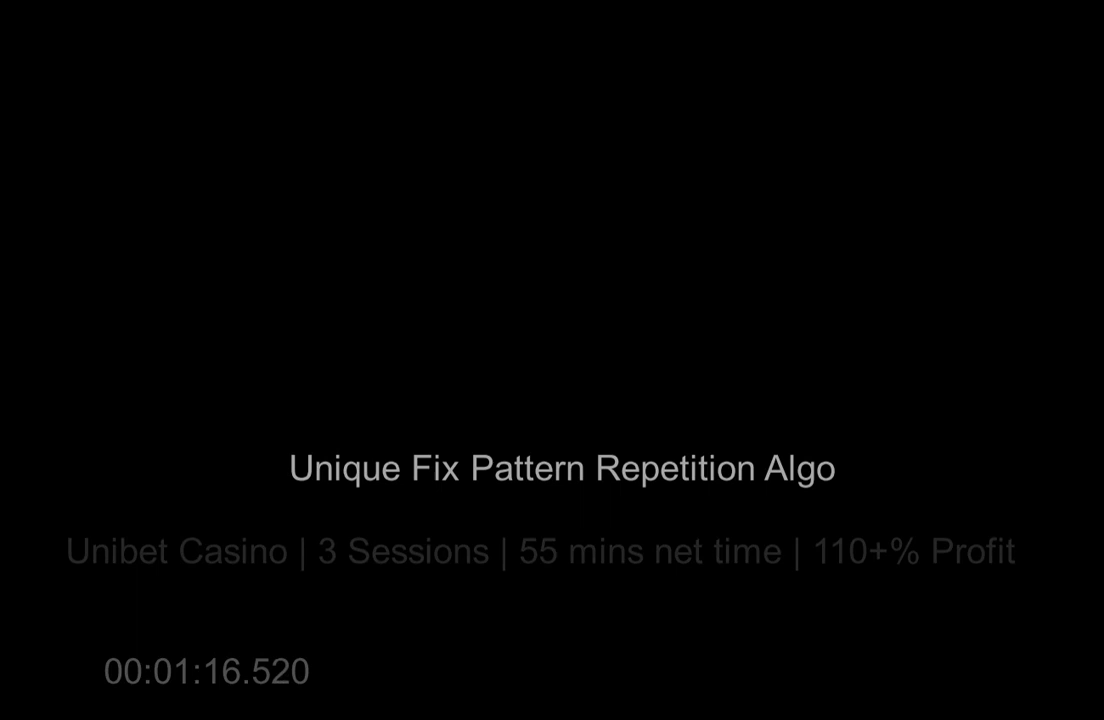 Unique Fix Pattern Repetition Algo
Unibet Casino | 3 Sessions | 55 mins net time | 110+% Profit
00:01:16.520